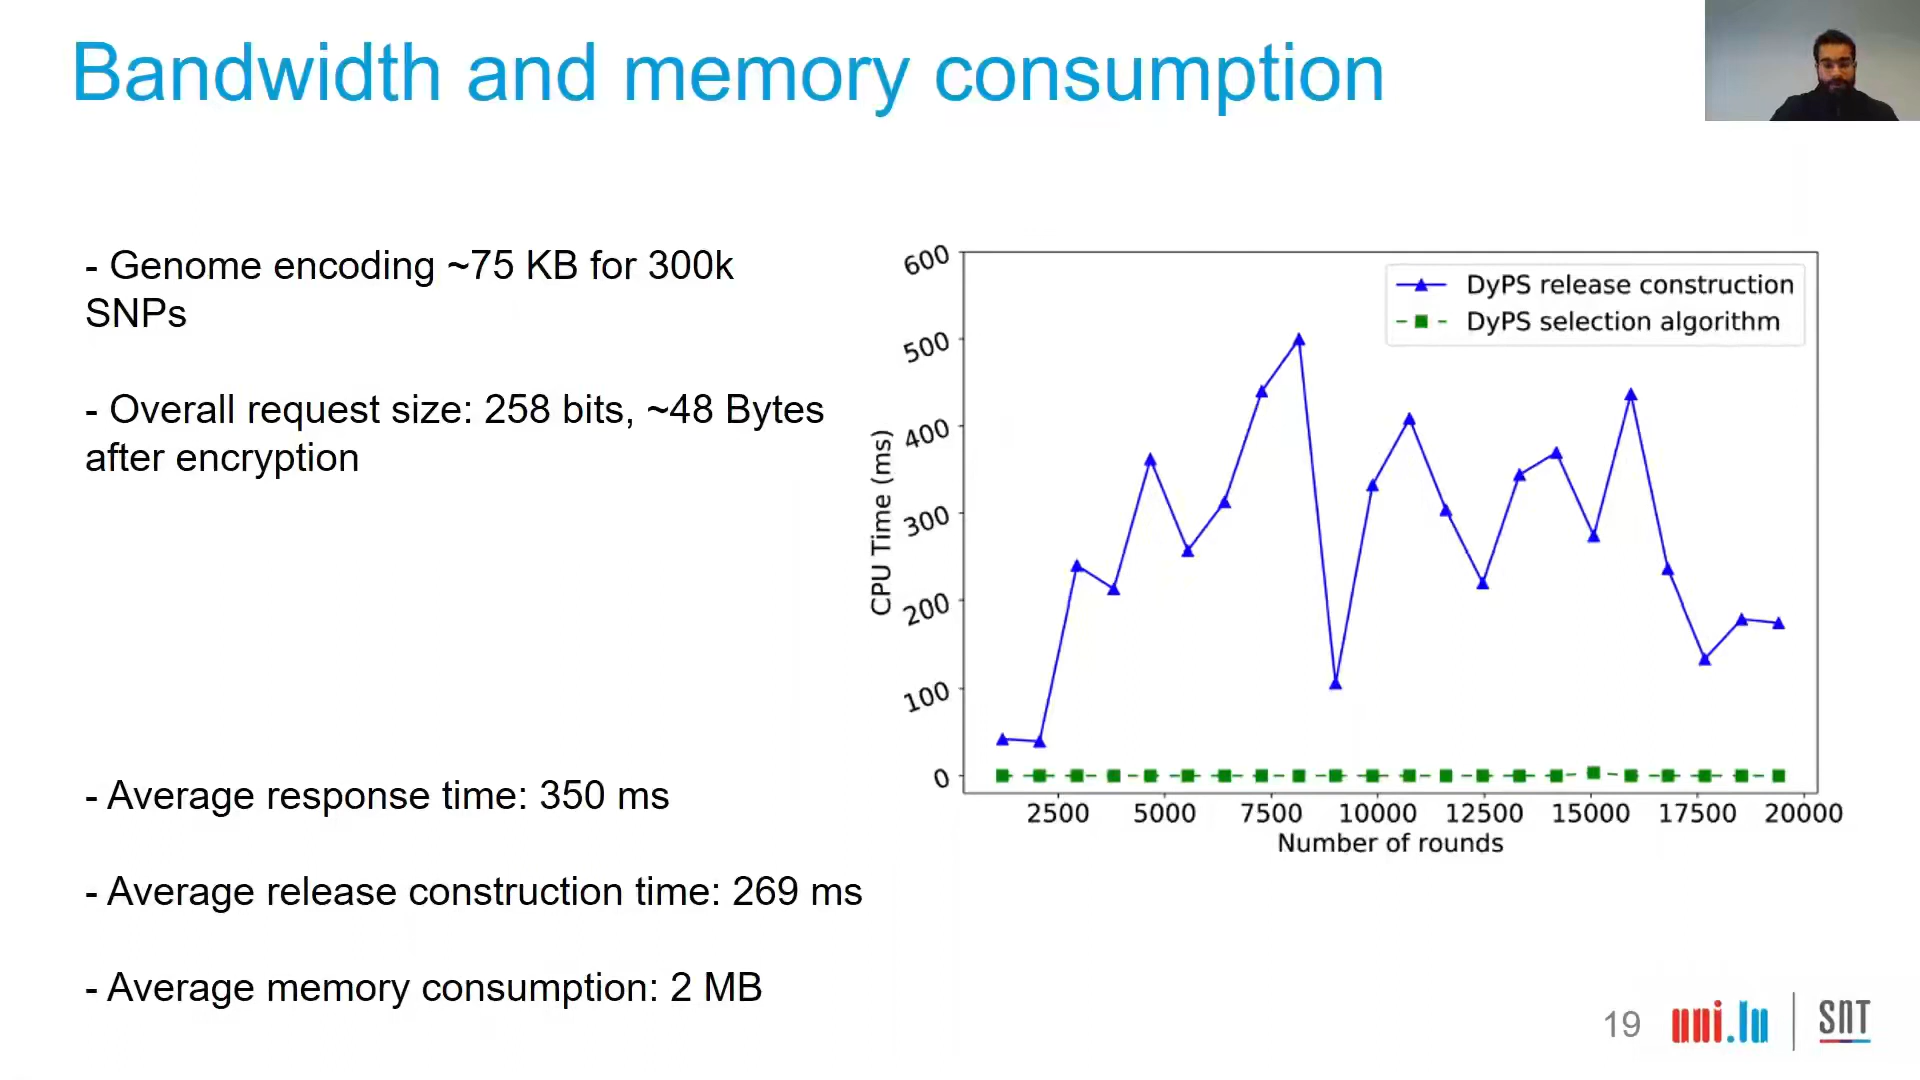 Bandwidth and memory consumption
- Genome encoding ~75 KB for 300k
SNPs
- Overall request size: 258 bits, ~48 Bytes
after encryption
- Average response time: 350 ms
- Average release construction time: 269 ms
- Average memory consumption: 2 MB
DyPS release construction
DyPS selection algorithm
CPU Time (ms)
600
500
400
300
200
100
0
2500 5000 7500 10000 12500 15000 17500 20000
Number of rounds
19
uni.lu
SNT